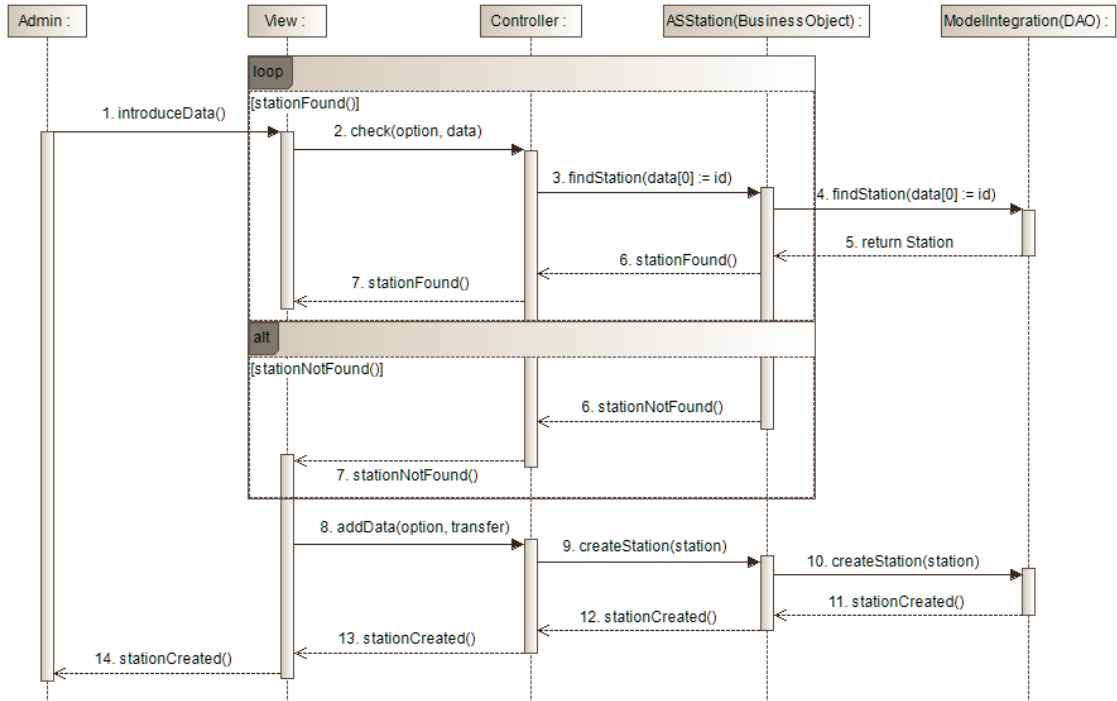 Admin :
View :
Controller :
ASStation(Business Object) :
ModelIntegration(DAO) :
loop
[stationFound()]
1. introduceData()
2. check(option, data)
3. findStation(data[0] := id)
4. findStation(data[0] := id)
5. return Station
6. stationFound()
7. stationFound()
alt
[stationNotFound()]
6. stationNotFound()
7. stationNotFound()
8. addData(option, transfer)
9. createStation(station)
10. createStation(station)
11. stationCreated()
12. stationCreated()
13. stationCreated()
14. stationCreated()